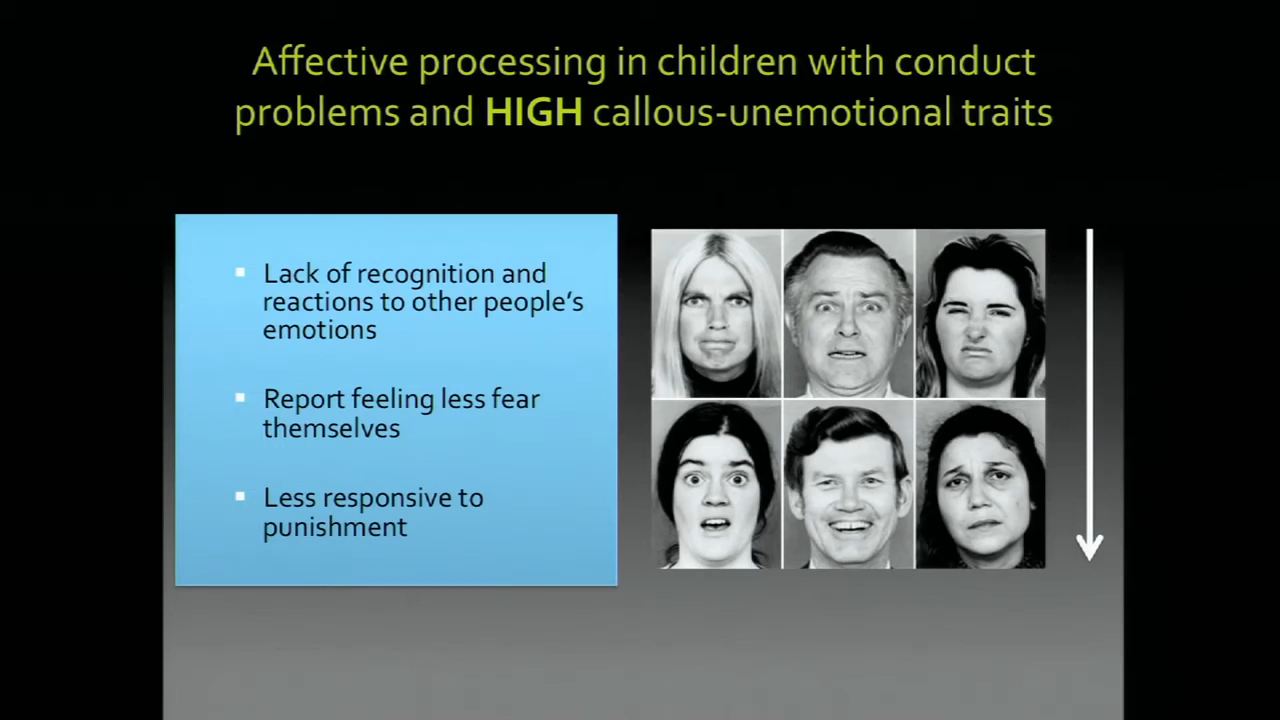 Affective processing in children with conduct
problems and HIGH callous-unemotional traits
Lack of recognition and
reactions to other people's
emotions
Report feeling less fear
themselves
Less responsive to
punishment